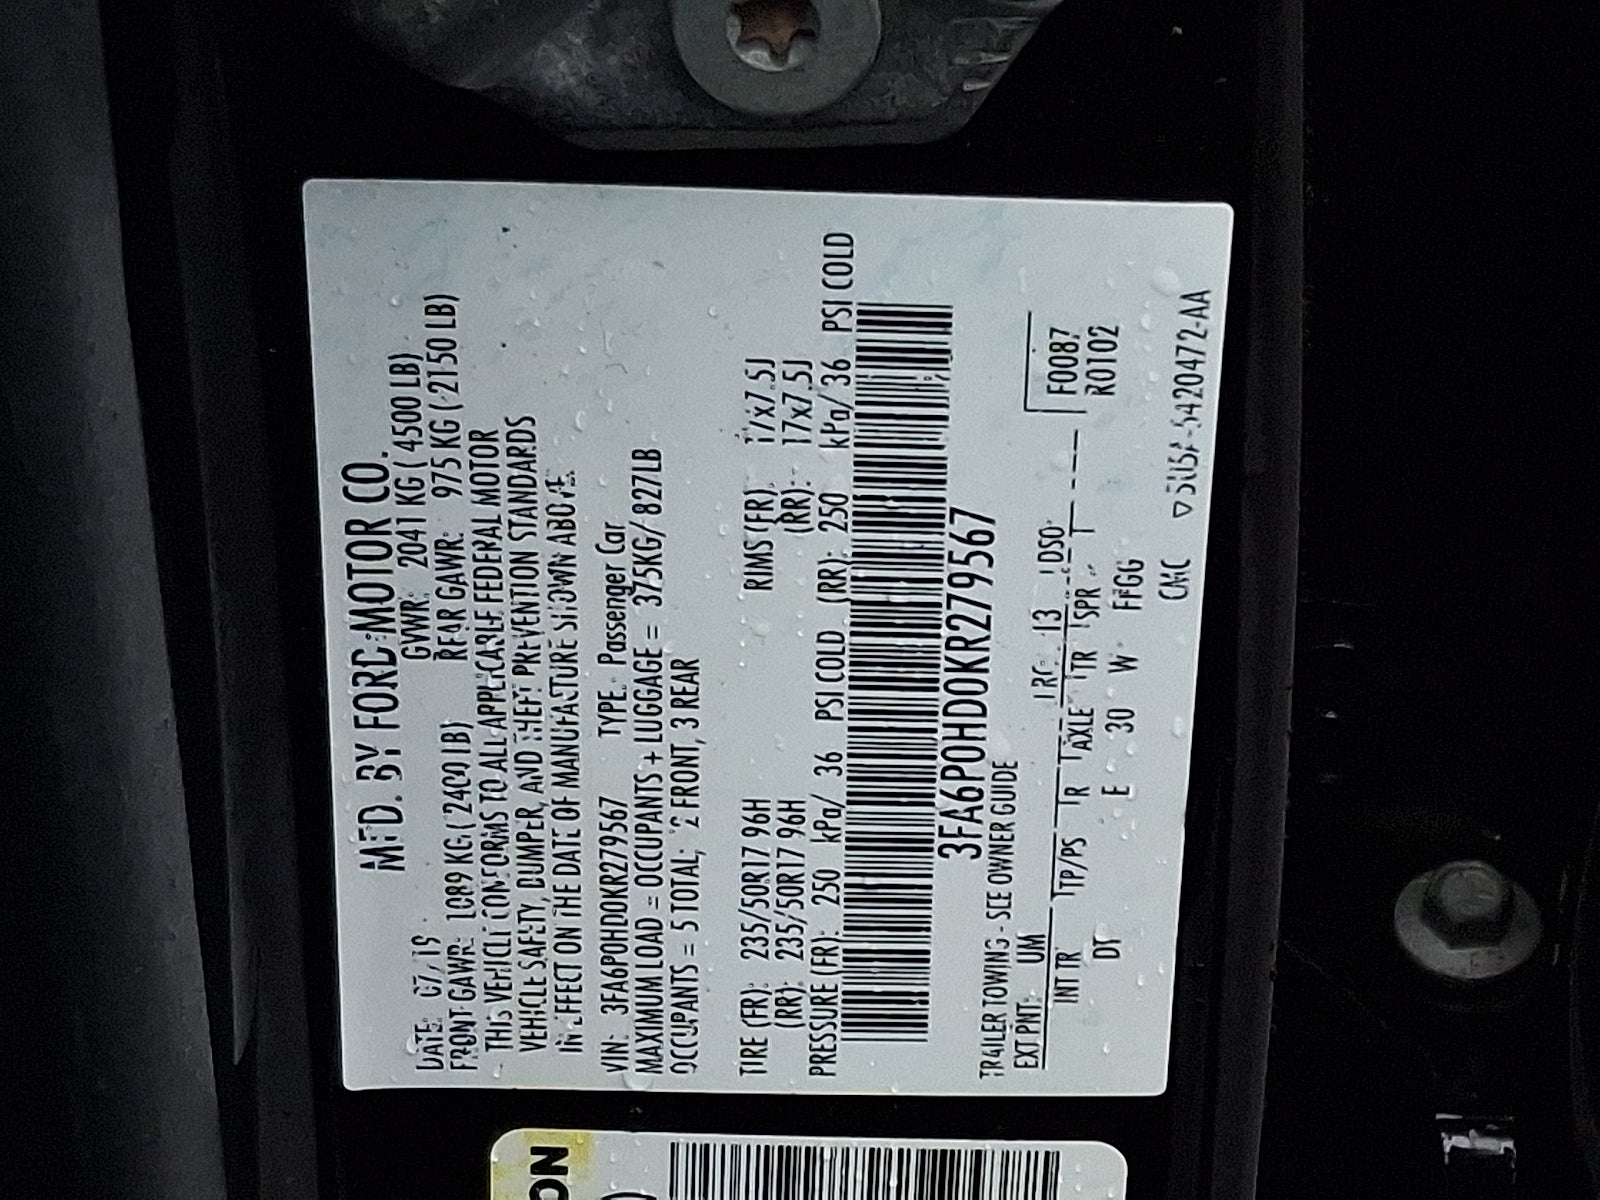 MFD. BY FORD MOTOR CO.
DATE: 07/19 GVWR: 2041 KG ( 4500 LB)
FRONT GAWR: 1089 KG ( 2400 LB) REAR GAWR: 975 KG ( 2150 LB)
THIS VEHICLE CONFORMS TO ALL APPLICABLE FEDERAL MOTOR
VEHICLE SAFETY, BUMPER, AND THEFT PREVENTION STANDARDS
IN EFFECT ON THE DATE OF MANUFACTURE SHOWN ABOVE.
VIN: 3FA6P0HD0KR279567 TYPE: Passenger Car
MAXIMUM LOAD = OCCUPANTS + LUGGAGE = 375KG/ 827LB
OCCUPANTS = 5 TOTAL; 2 FRONT, 3 REAR
TIRE (FR): 235/50R17 96H RIMS (FR): 17x7.5J
(RR): 235/50R17 96H (RR): 17x7.5J
PRESSURE (FR): 250 kPa/ 36 PSI COLD (RR): 250 kPa/ 36 PSI COLD
3FA6P0HD0KR279567
TRAILER TOWING - SEE OWNER GUIDE
EXT PNT: UM RC: 13 DSO: F0087
INT TR TP/PS R AXLE TR SPR T R0102
DT E 30 W FFGG
ON